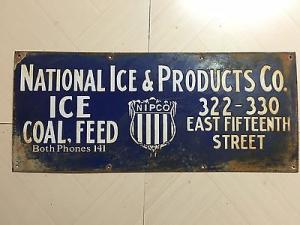 NATIONAL ICE & PRODUCTS CO.
ICE
COAL, FEED
Both Phones 141
NIPCO
322-330
EAST FIFTEENTH
STREET